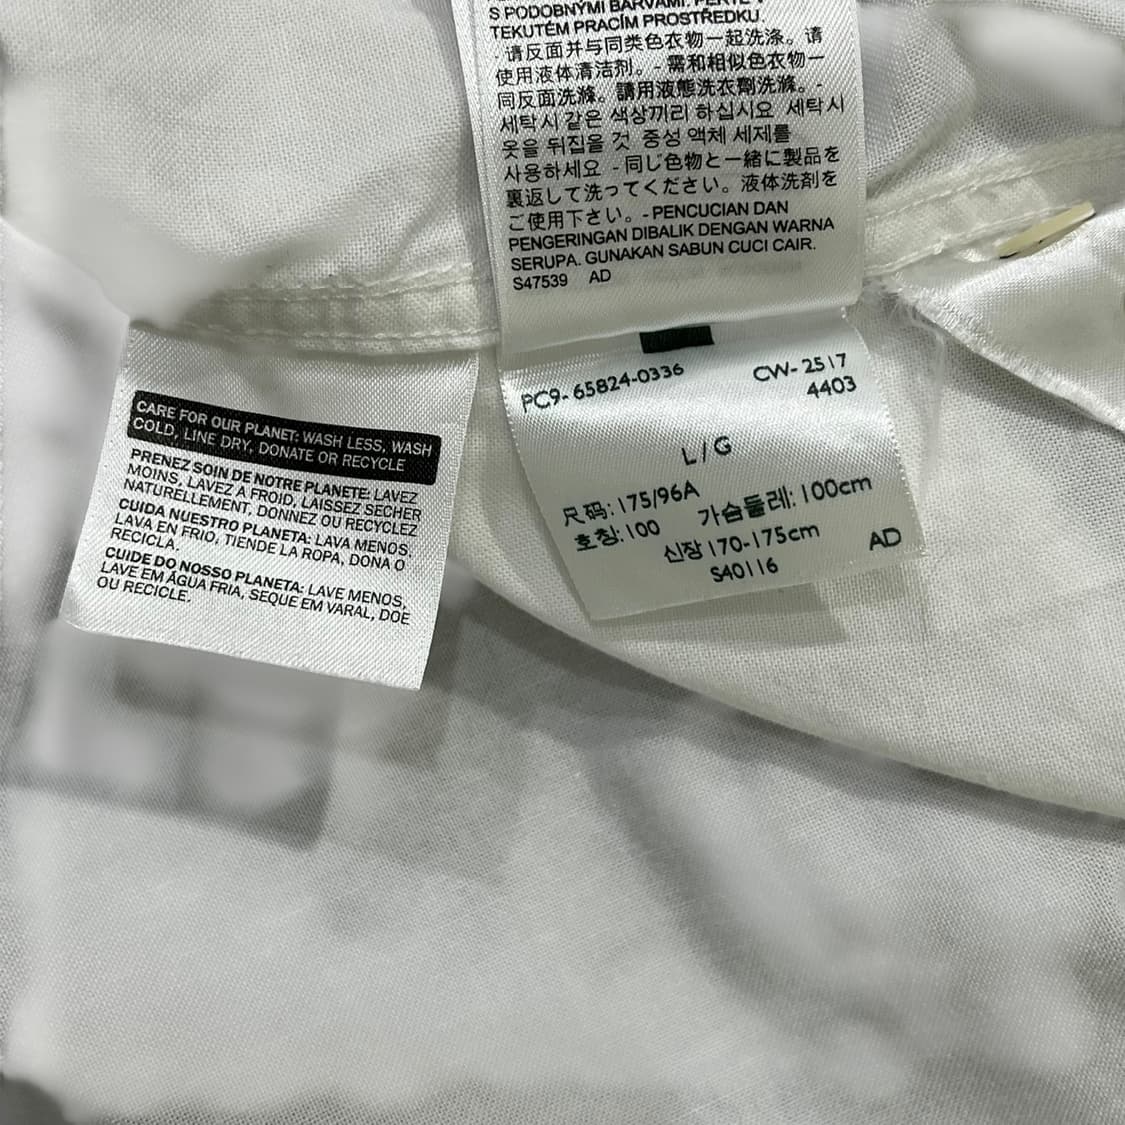 S PODOBNÝMI BARVAMI. PERTE V
TEKUTÉM PRACÍM PROSTŘEDKU.
- 请反面并与同类色衣物一起洗涤。请
使用液体清洁剂。- 需和相似色衣物一
同反面洗滌。請用液態洗衣劑洗滌。-
세탁시 같은 색상끼리 하십시요 세탁시
옷을 뒤집을 것 중성 액체 세제를
사용하세요 - 同じ色物と一緒に製品を
裏返して洗ってください。液体洗剤を
ご使用下さい。- PENCUCIAN DAN
PENGERINGAN DIBALIK DENGAN WARNA
SERUPA. GUNAKAN SABUN CUCI CAIR.
S47539 AD
PC9- 65824-0336 CW- 2517
4403
L/G
尺码: 175/96A 가슴둘레: 100cm
호칭: 100 신장 170-175cm
S40116 AD
CARE FOR OUR PLANET: WASH LESS, WASH
COLD, LINE DRY, DONATE OR RECYCLE
PRENEZ SOIN DE NOTRE PLANETE: LAVEZ
MOINS, LAVEZ A FROID, LAISSEZ SECHER
NATURELLEMENT, DONNEZ OU RECYCLEZ
CUIDA NUESTRO PLANETA: LAVA MENOS,
LAVA EN FRIO, TIENDE LA ROPA, DONA O
RECICLA.
CUIDE DO NOSSO PLANETA: LAVE MENOS,
LAVE EM ÁGUA FRIA, SEQUE EM VARAL, DOE
OU RECICLE.